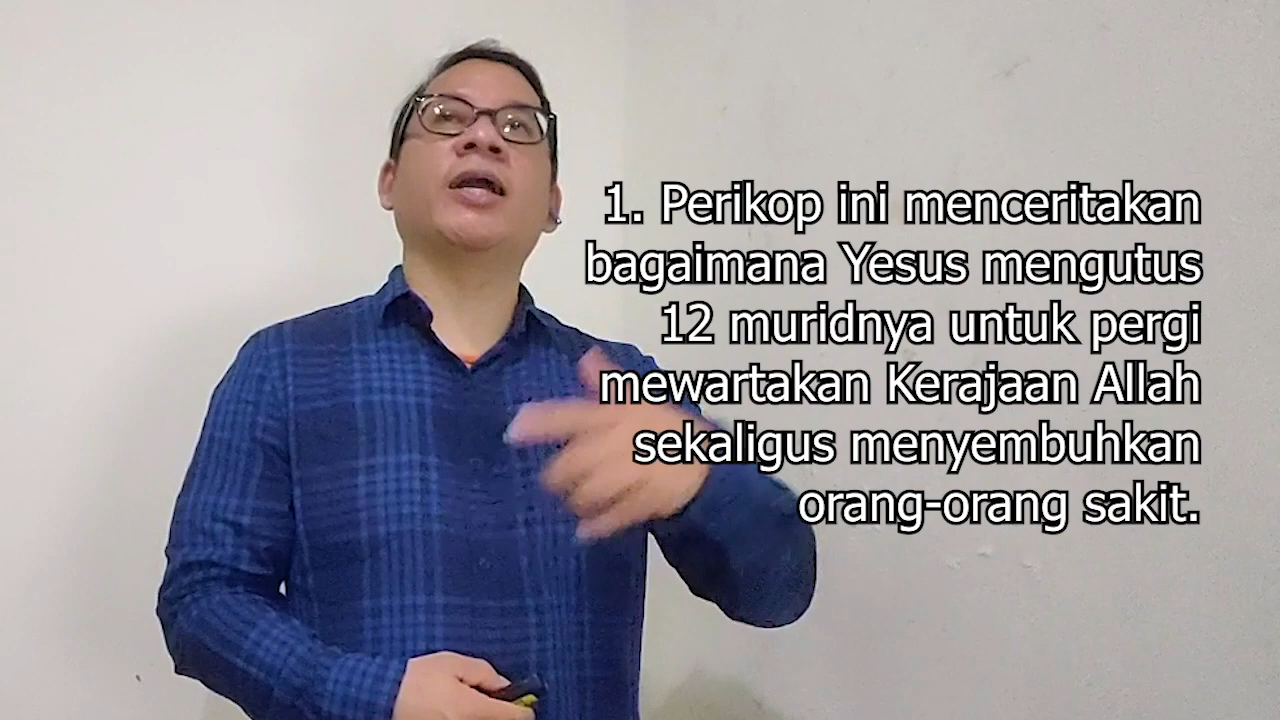 1. Perikop ini menceritakan
bagaimana Yesus mengutus
12 muridnya untuk pergi
mewartakan Kerajaan Allah
sekaligus menyembuhkan
orang-orang sakit.